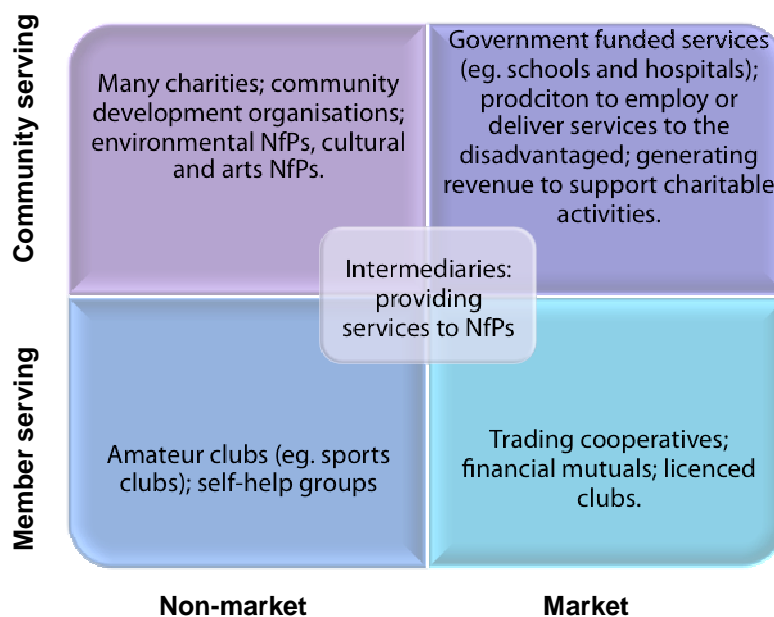 Community serving
Many charities; community
development organisations;
environmental NfPs, cultural
and arts NfPs.
Government funded services
(eg. schools and hospitals);
prodciton to employ or
deliver services to the
disadvantaged; generating
revenue to support charitable
activities.
Intermediaries:
providing
services to NfPs
Member serving
Amateur clubs (eg. sports
clubs); self-help groups
Trading cooperatives;
financial mutuals; licenced
clubs.
Non-market
Market